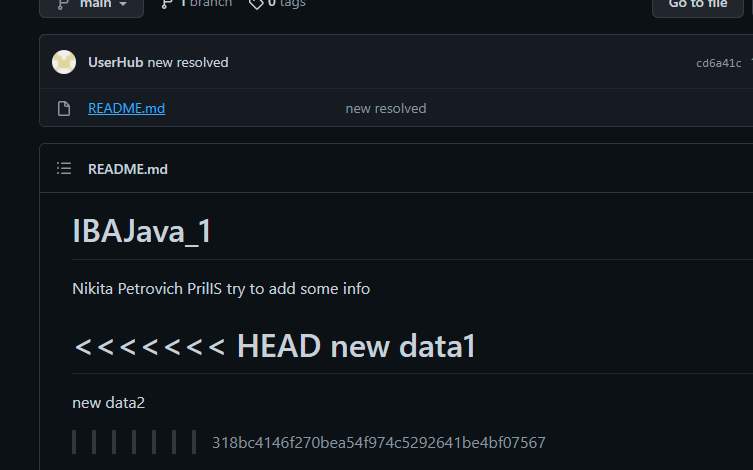 main 1 branch 0 tags Go to file
UserHub new resolved cd6a41c
README.md new resolved
README.md
IBAJava_1
Nikita Petrovich PrilIS try to add some info
<<<<<<< HEAD new data1
new data2
318bc4146f270bea54f974c5292641be4bf07567